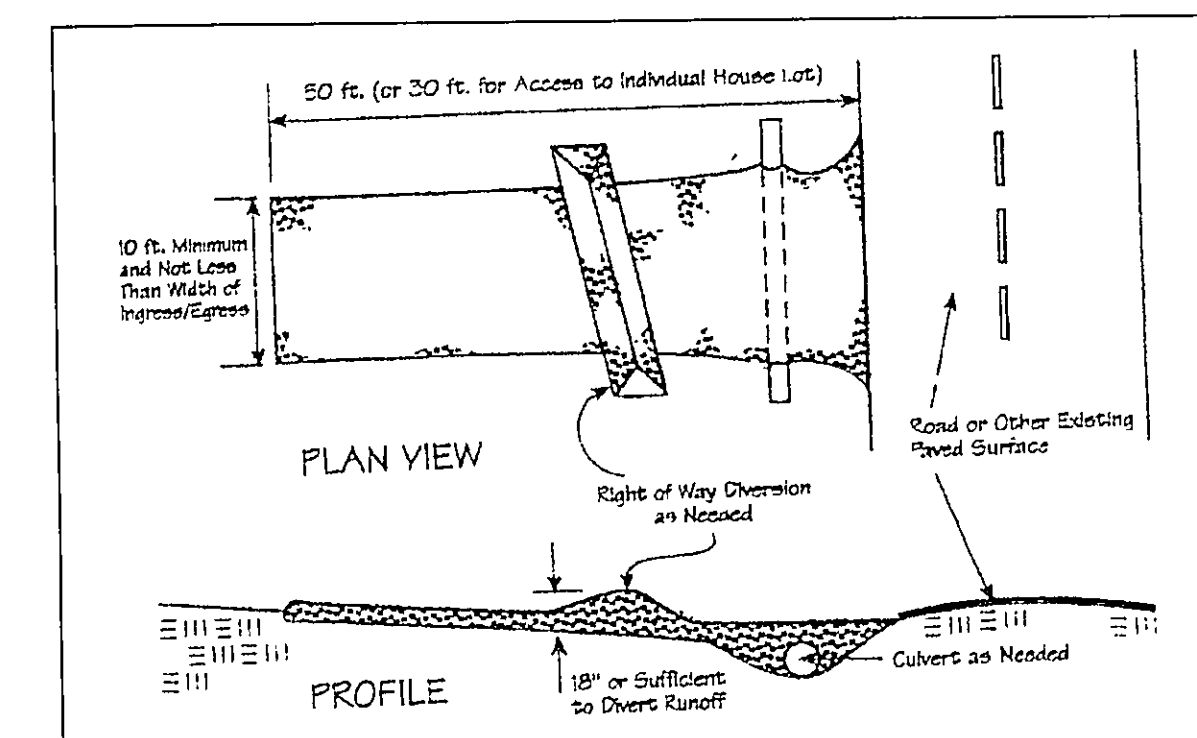 50 ft. (or 30 ft. for Access to Individual House Lot)
10 ft. Minimum
and Not Less
Than Width of
Ingress/Egress
PLAN VIEW
Road or Other Existing
Paved Surface
Right of Way Diversion
as Needed
Culvert as Needed
18" or Sufficient
to Divert Runoff
PROFILE